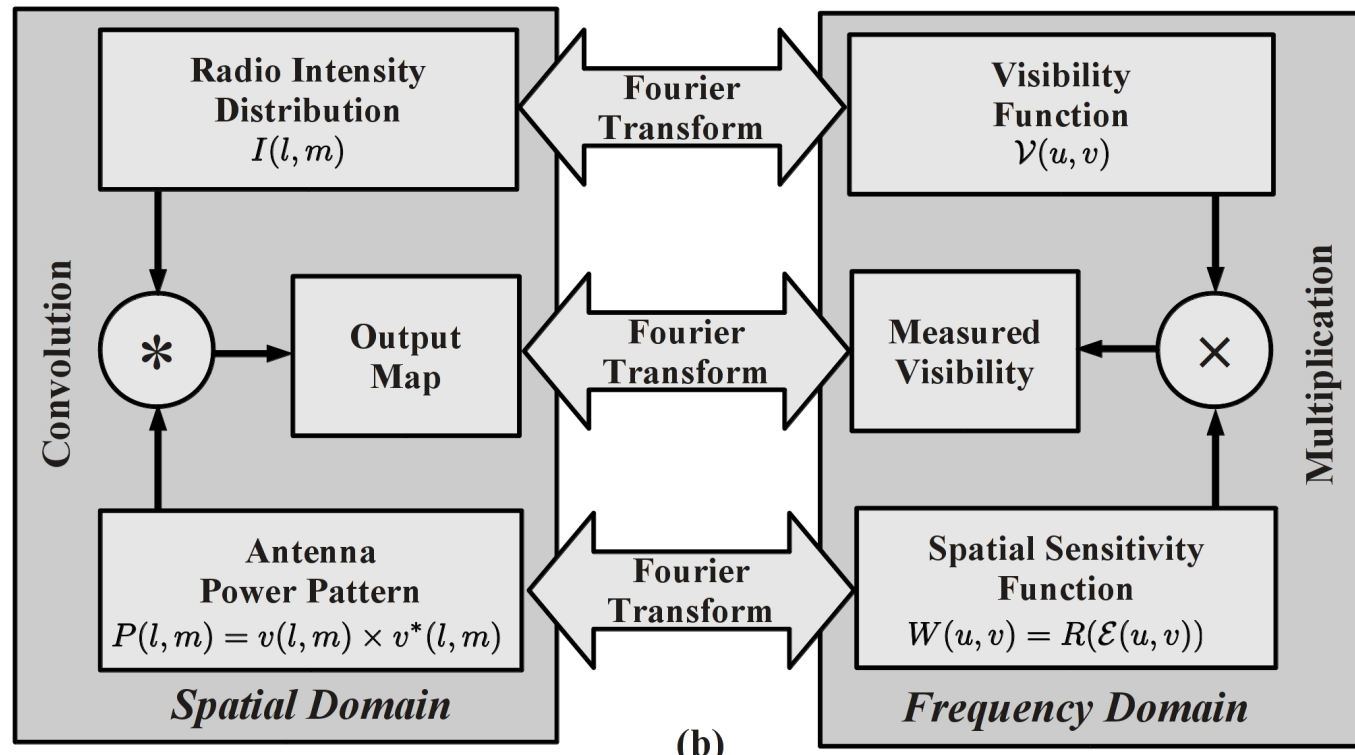 Radio Intensity
Distribution
I(l, m)
Fourier
Transform
Visibility
Function
𝒱(u, v)
Convolution
*
Output
Map
Fourier
Transform
Measured
Visibility
×
Multiplication
Antenna
Power Pattern
P(l, m) = v(l, m) × v*(l, m)
Fourier
Transform
Spatial Sensitivity
Function
W(u, v) = R(ℰ(u, v))
Spatial Domain
Frequency Domain
(b)